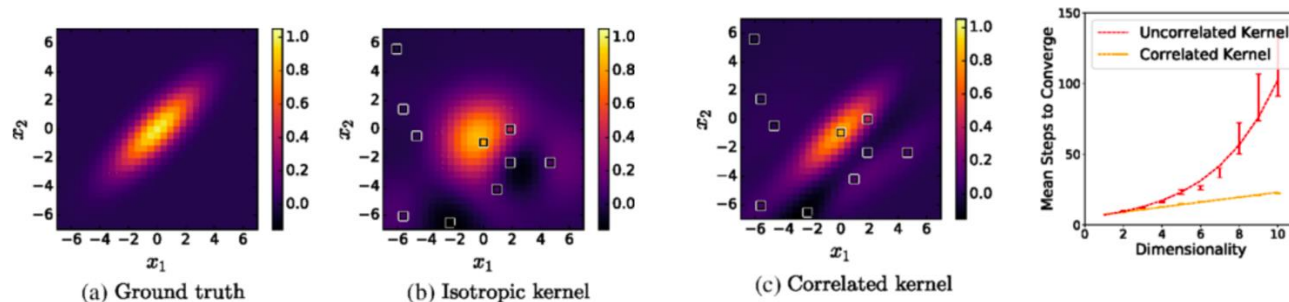 6
4
2
0
−2
−4
−6
x₂
−6 −4 −2 0 2 4 6
x₁
1.0
0.8
0.6
0.4
0.2
0.0
(a) Ground truth
6
4
2
0
−2
−4
−6
x₂
−6 −4 −2 0 2 4 6
x₁
1.0
0.8
0.6
0.4
0.2
0.0
(b) Isotropic kernel
6
4
2
0
−2
−4
−6
x₂
−6 −4 −2 0 2 4 6
x₁
1.0
0.8
0.6
0.4
0.2
0.0
(c) Correlated kernel
Uncorrelated Kernel
Correlated Kernel
Mean Steps to Converge
150
100
50
0
0 2 4 6 8 10
Dimensionality